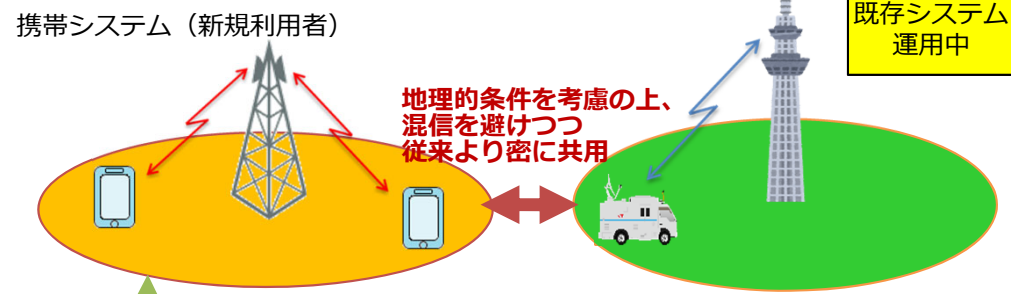 携帯システム（新規利用者）
既存システム
運用中
地理的条件を考慮の上、
混信を避けつつ
従来より密に共用